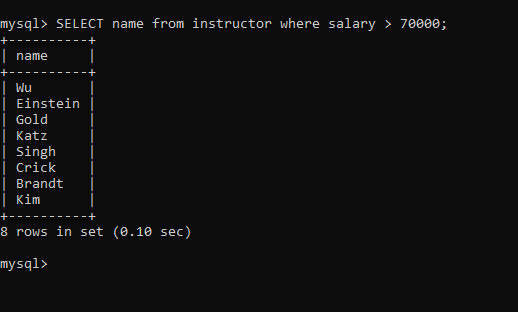 mysql> SELECT name from instructor where salary > 70000;
+----------+
| name     |
+----------+
| Wu       |
| Einstein |
| Gold     |
| Katz     |
| Singh    |
| Crick    |
| Brandt   |
| Kim      |
+----------+
8 rows in set (0.10 sec)
mysql>